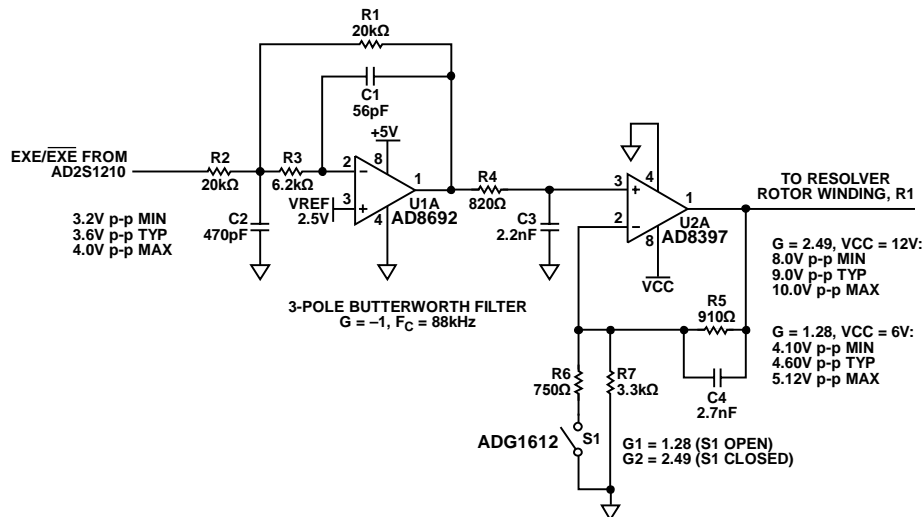 R1
20kΩ
C1
56pF
+5V
EXE/EXE FROM
AD2S1210
R2
20kΩ
R3
6.2kΩ
2
8
1
3
4
U1A
AD8692
VREF
2.5V
3.2V p-p MIN
3.6V p-p TYP
4.0V p-p MAX
C2
470pF
R4
820Ω
C3
2.2nF
3
4
1
2
8
U2A
AD8397
VCC
TO RESOLVER
ROTOR WINDING, R1
G = 2.49, VCC = 12V:
8.0V p-p MIN
9.0V p-p TYP
10.0V p-p MAX
3-POLE BUTTERWORTH FILTER
G = –1, FC = 88kHz
R5
910Ω
G = 1.28, VCC = 6V:
4.10V p-p MIN
4.60V p-p TYP
5.12V p-p MAX
C4
2.7nF
R6
750Ω
R7
3.3kΩ
ADG1612
S1
G1 = 1.28 (S1 OPEN)
G2 = 2.49 (S1 CLOSED)